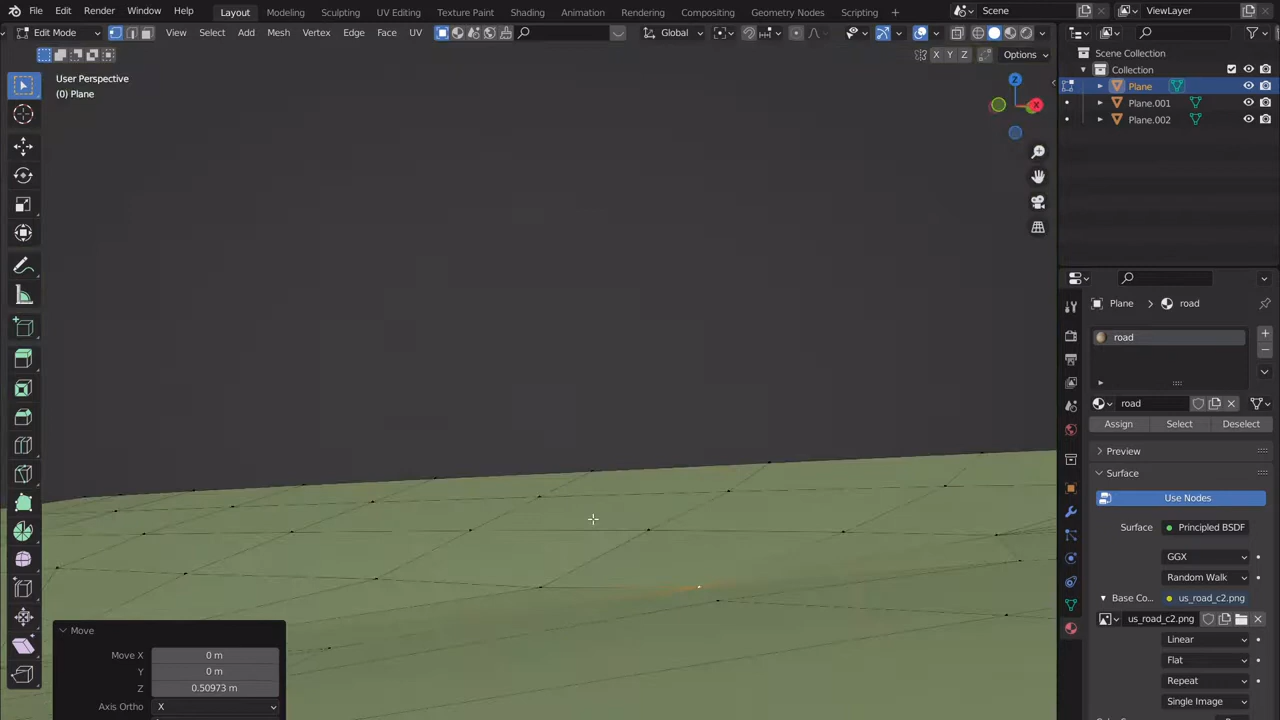 File Edit Render Window Help Layout Modeling Sculpting UV Editing Texture Paint Shading Animation Rendering Compositing Geometry Nodes Scripting + Scene ViewLayer
Edit Mode View Select Add Mesh Vertex Edge Face UV Global
X Y Z Options
User Perspective
(0) Plane
Z
X
Scene Collection
Collection
Plane
Plane.001
Plane.002
Plane > road
road
road
Assign Select Deselect
Preview
Surface
Use Nodes
Surface Principled BSDF
GGX
Random Walk
Base Co... us_road_c2.png
us_road_c2.png
Linear
Flat
Repeat
Single Image
Move
Move X 0 m
Y 0 m
Z 0.50973 m
Axis Ortho X